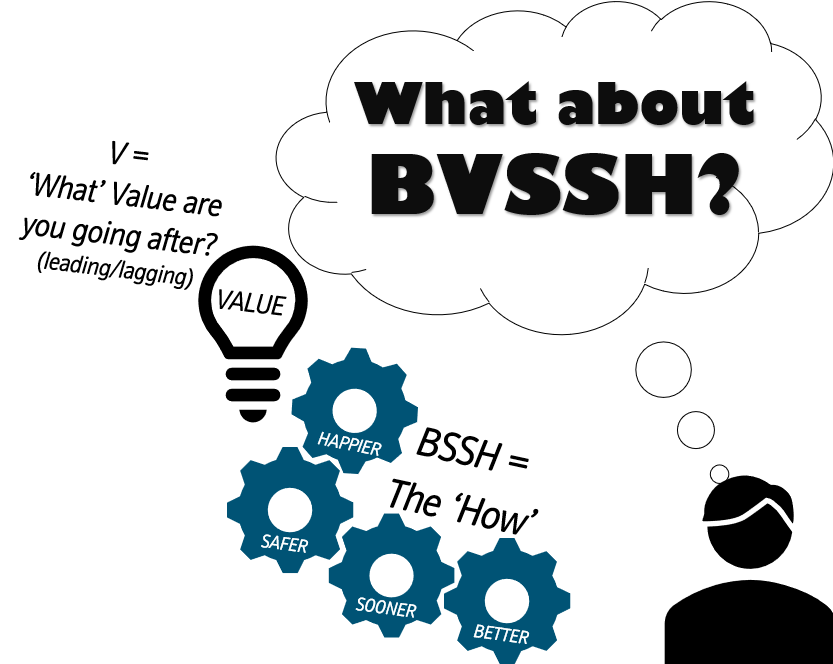 What about
BVSSH?
V =
‘What’ Value are
you going after?
(leading/lagging)
VALUE
HAPPIER
BSSH =
The ‘How’
SAFER
SOONER
BETTER